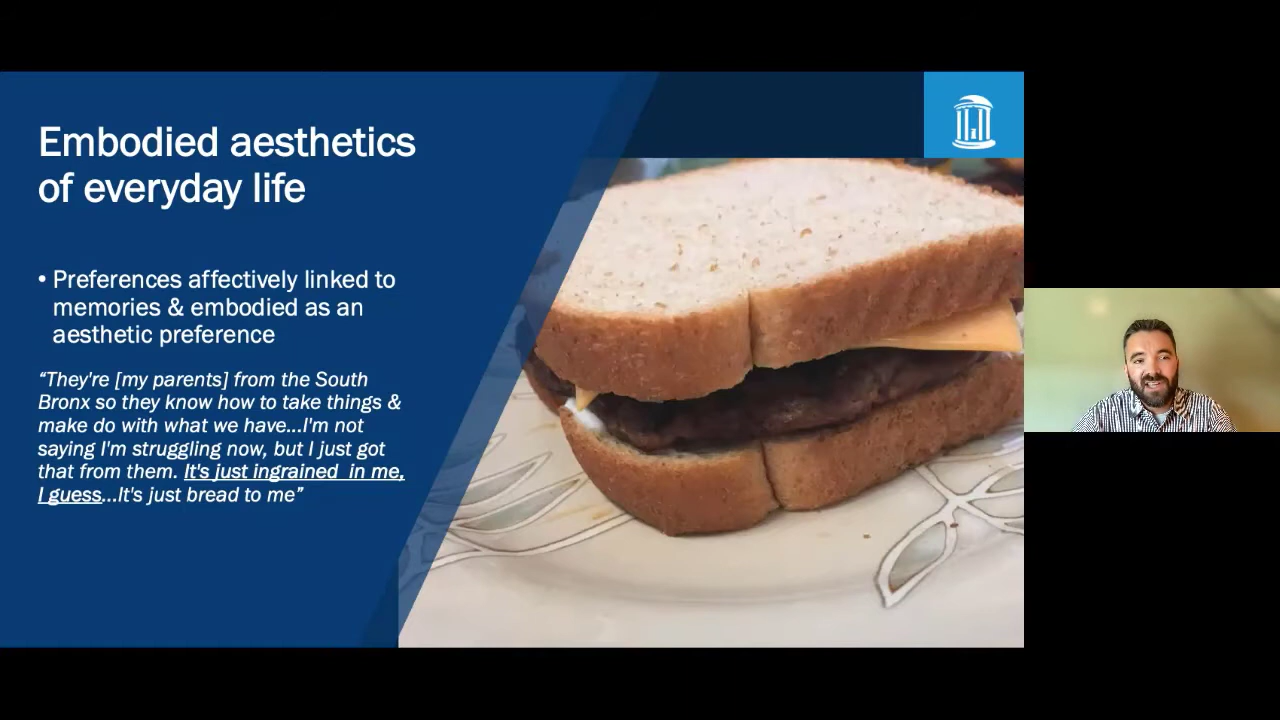 Embodied aesthetics
of everyday life
• Preferences affectively linked to
memories & embodied as an
aesthetic preference
“They're [my parents] from the South
Bronx so they know how to take things &
make do with what we have...I'm not
saying I'm struggling now, but I just got
that from them. It's just ingrained in me,
I guess...It's just bread to me”